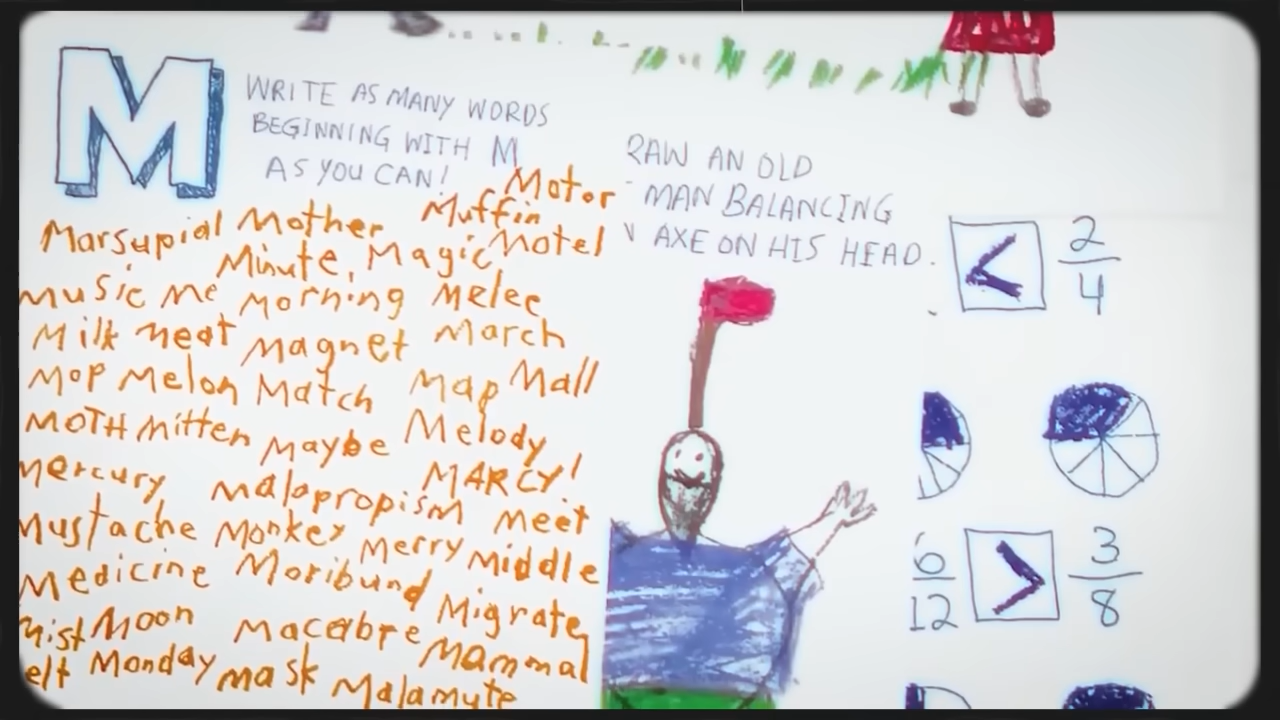 M
WRITE AS MANY WORDS
BEGINNING WITH M
AS YOU CAN!
Motor
Marsupial Mother Muffin
Minute, Magic Motel
Music Me Morning Melee
Milk Meat Magnet March
Mop Melon Match Map Mall
MOTH Mitten Maybe Melody
Mercury Malapropism MARCY!
Mustache Monkey Merry Meet
Medicine Moribund Middle
Mist Moon Macabre Migrate
elt Monday Mask Mammal
Malamute
RAW AN OLD
MAN BALANCING
AXE ON HIS HEAD.
< 2
4
6 > 3
12 8